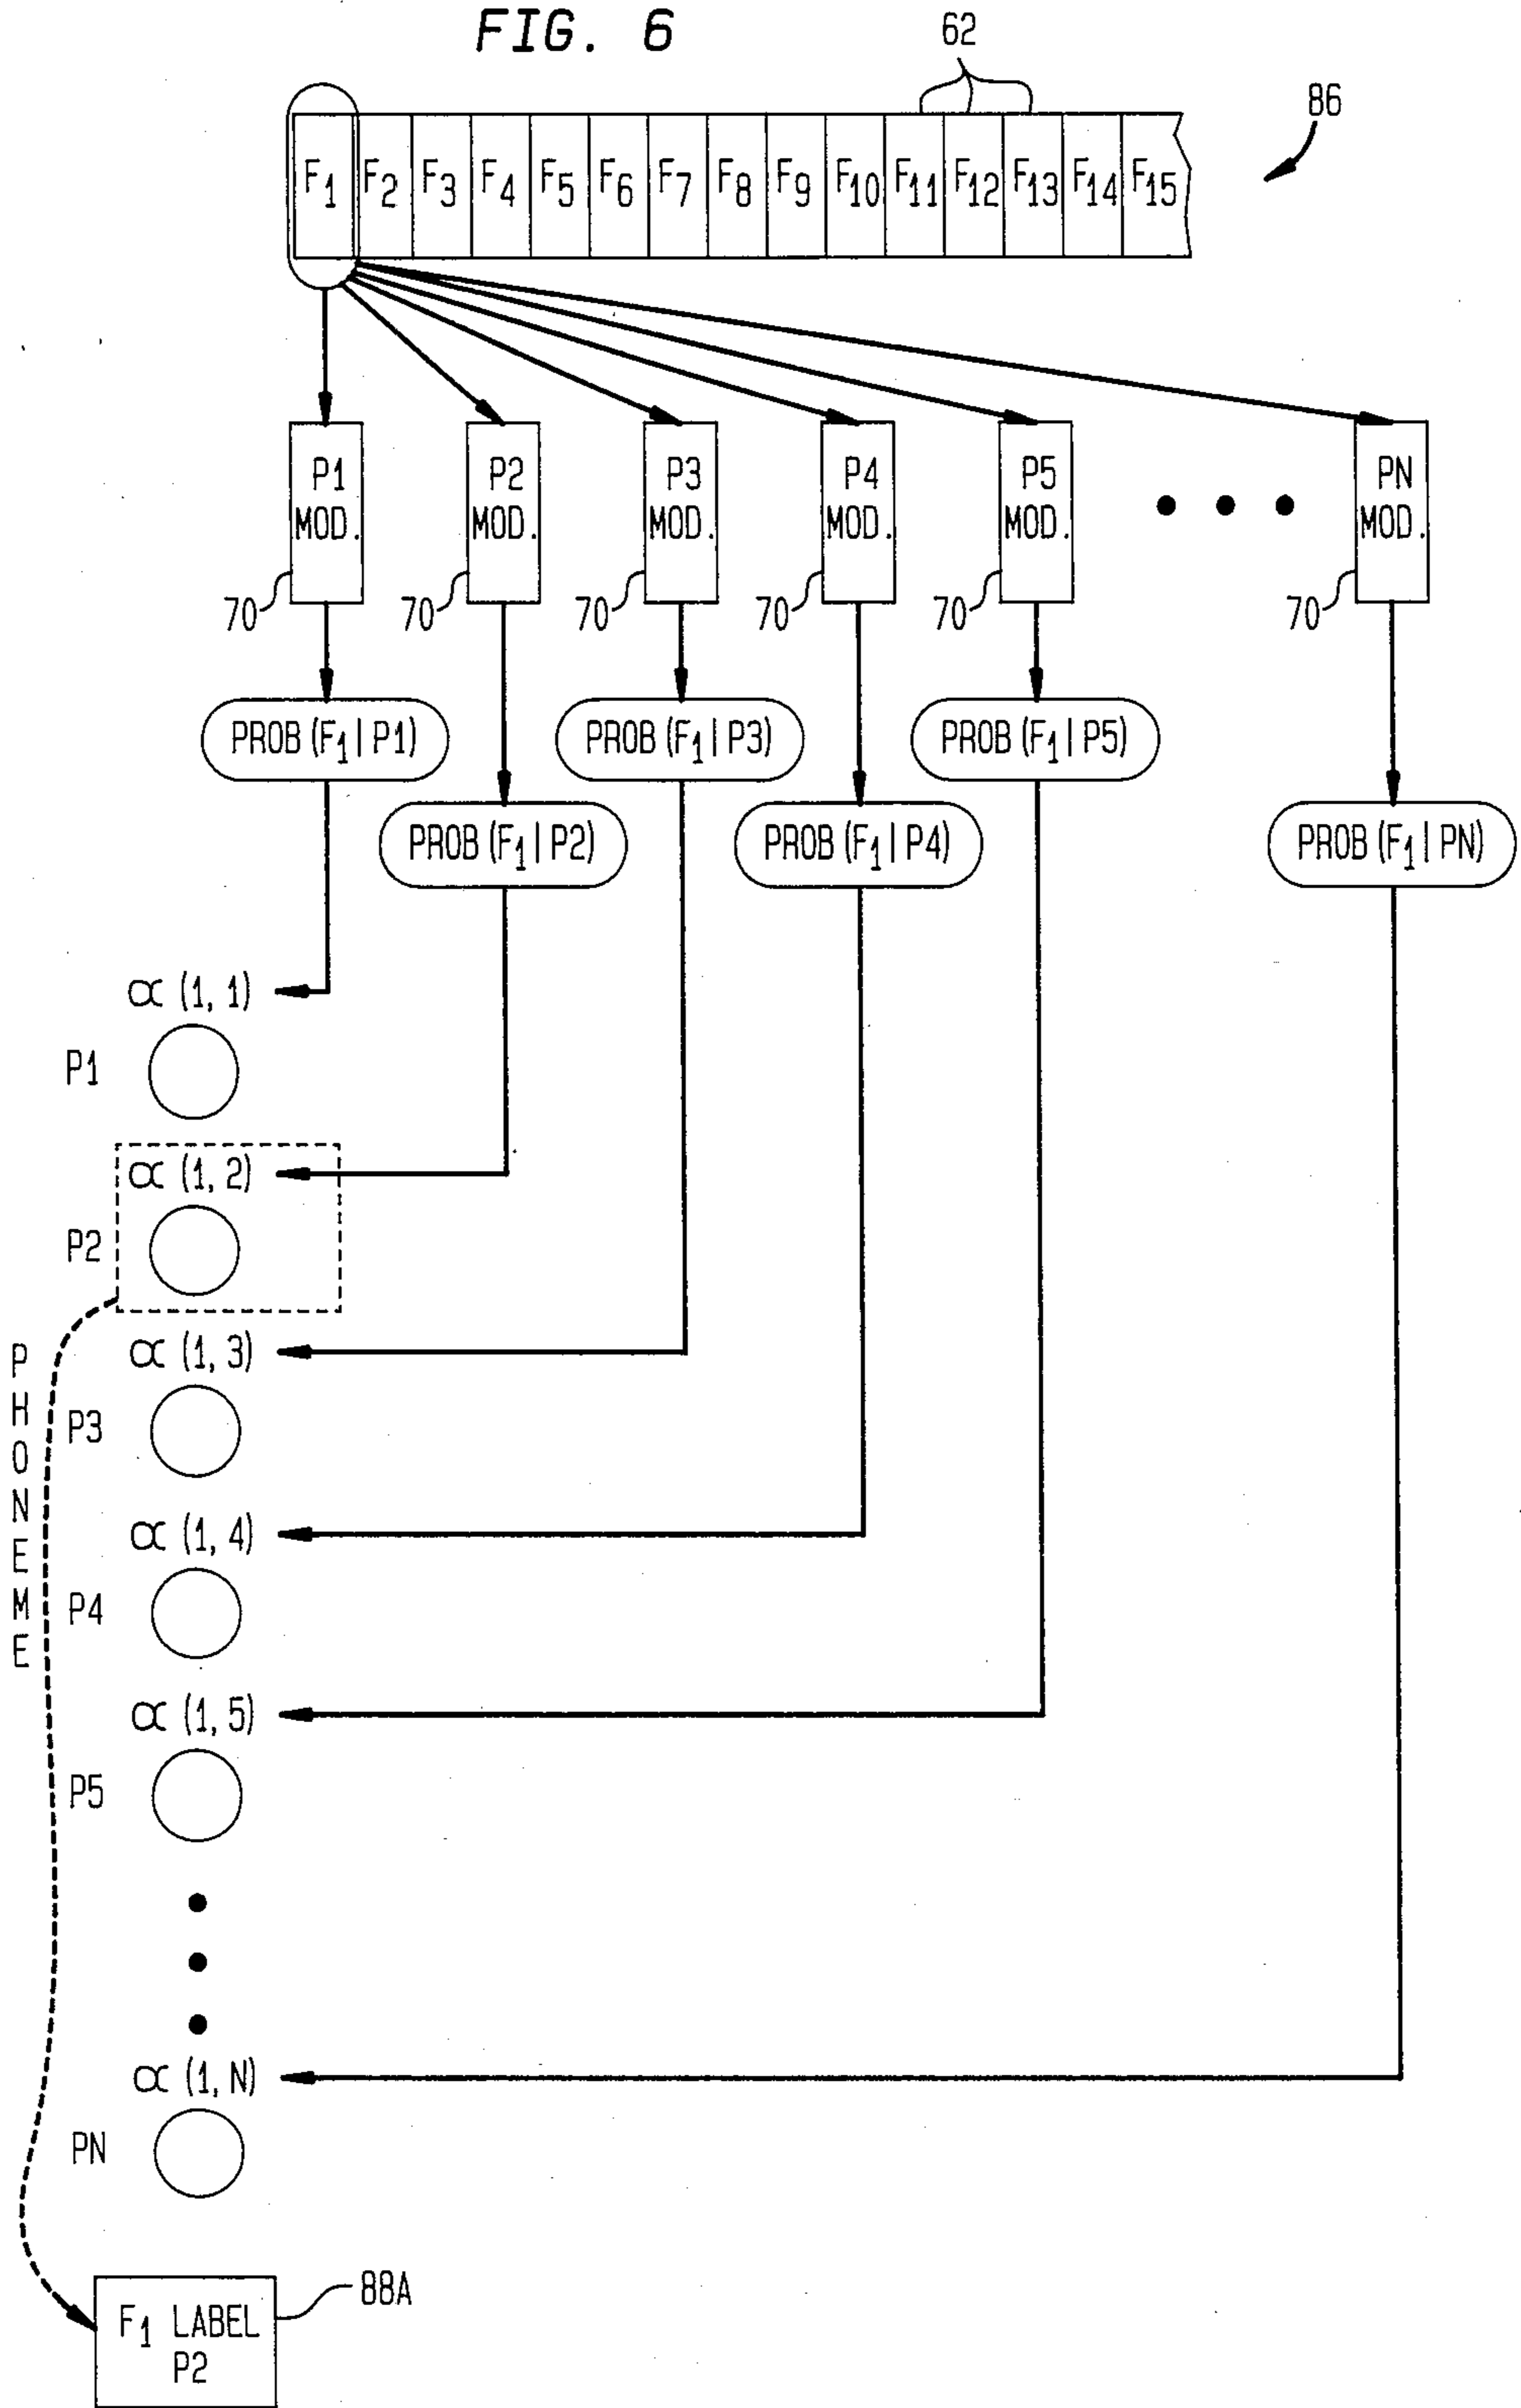 FIG. 6
62
86
F1 F2 F3 F4 F5 F6 F7 F8 F9 F10 F11 F12 F13 F14 F15
P1 MOD. P2 MOD. P3 MOD. P4 MOD. P5 MOD. PN MOD.
70 70 70 70 70 70
PROB (F1 | P1) PROB (F1 | P3) PROB (F1 | P5)
PROB (F1 | P2) PROB (F1 | P4) PROB (F1 | PN)
α (1, 1)
P1
α (1, 2)
P2
α (1, 3)
P3
α (1, 4)
P4
α (1, 5)
P5
α (1, N)
PN
PHONEME
88A
F1 LABEL
P2